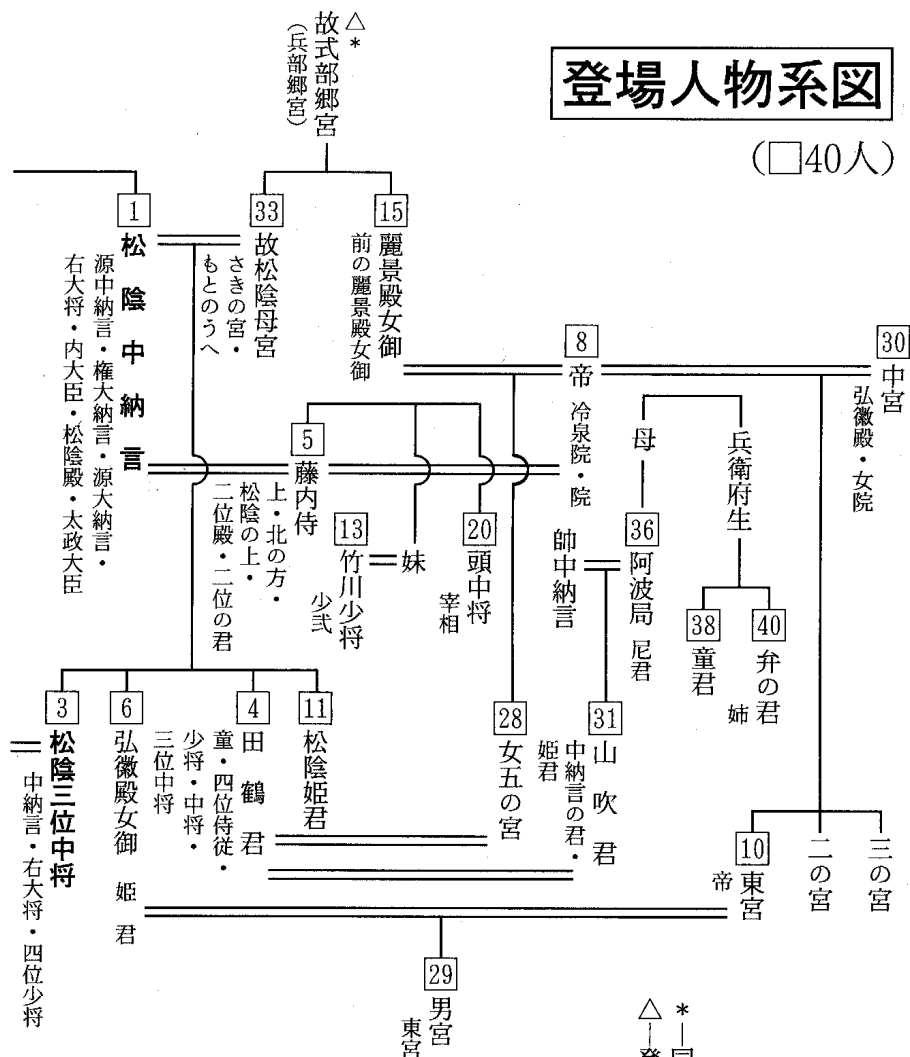 登場人物系図
(□40人)
△*
故式部郷宮
(兵部郷宮)
30
中宮
弘徽殿・女院
8
帝
冷泉院・院
15
麗景殿女御
前の麗景殿女御
33
故松陰母宮
さきの宮・
もとのうへ
1
松陰中納言
源中納言・権大納言・源大納言・
右大将・内大臣・松陰殿・太政大臣
兵衛府生
母
5
藤内侍
上・北の方・
松陰の上・
二位殿・二位の君
40
弁の君
姉
38
童君
36
阿波局 尼君
帥中納言
20
頭中将
宰相
妹
13
竹川少将
少弐
三の宮
二の宮
10
東宮
帝
31
山吹君
中納言の君・
姫君
28
女五の宮
11
松陰姫君
4
田鶴君
童・四位侍従・
少将・中将・
三位中将
6
弘徽殿女御 姫君
3
松陰三位中将
中納言・右大将・四位少将
29
男宮
東宮
*―同
△―